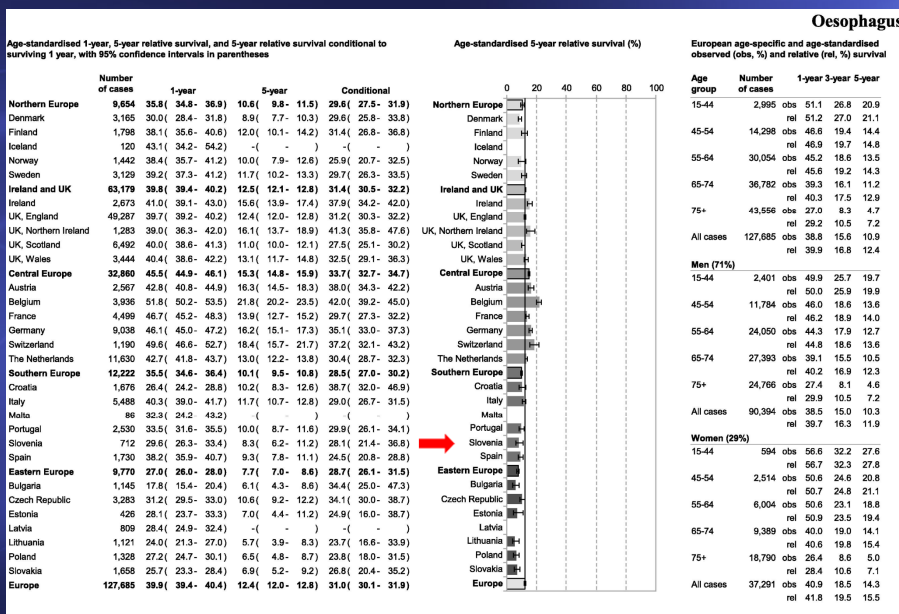 Oesophagus
Age-standardised 1-year, 5-year relative survival, and 5-year relative survival conditional to
surviving 1 year, with 95% confidence intervals in parentheses
Number
of cases 1-year 5-year Conditional
Northern Europe 9,654 35.8( 34.8- 36.9) 10.6( 9.8- 11.5) 29.6( 27.5- 31.9)
Denmark 3,165 30.0( 28.4- 31.8) 8.9( 7.7- 10.3) 29.6( 25.8- 33.8)
Finland 1,798 38.1( 35.6- 40.6) 12.0( 10.1- 14.2) 31.4( 26.8- 36.8)
Iceland 120 43.1( 34.2- 54.2) -( - ) -( - )
Norway 1,442 38.4( 35.7- 41.2) 10.0( 7.9- 12.6) 25.9( 20.7- 32.5)
Sweden 3,129 39.2( 37.3- 41.2) 11.7( 10.2- 13.3) 29.7( 26.3- 33.5)
Ireland and UK 63,179 39.8( 39.4- 40.2) 12.5( 12.1- 12.8) 31.4( 30.5- 32.2)
Ireland 2,673 41.0( 39.1- 43.0) 15.6( 13.9- 17.4) 37.9( 34.2- 42.0)
UK, England 49,287 39.7( 39.2- 40.2) 12.4( 12.0- 12.8) 31.2( 30.3- 32.2)
UK, Northern Ireland 1,283 39.0( 36.3- 42.0) 16.1( 13.7- 18.9) 41.3( 35.8- 47.6)
UK, Scotland 6,492 40.0( 38.6- 41.3) 11.0( 10.0- 12.1) 27.5( 25.1- 30.2)
UK, Wales 3,444 40.4( 38.6- 42.2) 13.1( 11.7- 14.8) 32.5( 29.1- 36.3)
Central Europe 32,860 45.5( 44.9- 46.1) 15.3( 14.8- 15.9) 33.7( 32.7- 34.7)
Austria 2,567 42.8( 40.8- 44.9) 16.3( 14.5- 18.3) 38.0( 34.3- 42.2)
Belgium 3,936 51.8( 50.2- 53.5) 21.8( 20.2- 23.5) 42.0( 39.2- 45.0)
France 4,499 46.7( 45.2- 48.3) 13.9( 12.7- 15.2) 29.7( 27.3- 32.2)
Germany 9,038 46.1( 45.0- 47.2) 16.2( 15.1- 17.3) 35.1( 33.0- 37.3)
Switzerland 1,190 49.6( 46.6- 52.7) 18.4( 15.7- 21.7) 37.2( 32.1- 43.2)
The Netherlands 11,630 42.7( 41.8- 43.7) 13.0( 12.2- 13.8) 30.4( 28.7- 32.3)
Southern Europe 12,222 35.5( 34.6- 36.4) 10.1( 9.5- 10.8) 28.5( 27.0- 30.2)
Croatia 1,676 26.4( 24.2- 28.8) 10.2( 8.3- 12.6) 38.7( 32.0- 46.9)
Italy 5,488 40.3( 39.0- 41.7) 11.7( 10.7- 12.8) 29.0( 26.7- 31.5)
Malta 86 32.3( 24.2- 43.2) -( - ) -( - )
Portugal 2,530 33.5( 31.6- 35.5) 10.0( 8.7- 11.6) 29.9( 26.1- 34.1)
Slovenia 712 29.6( 26.3- 33.4) 8.3( 6.2- 11.2) 28.1( 21.4- 36.8)
Spain 1,730 38.2( 35.9- 40.7) 9.3( 7.8- 11.1) 24.5( 20.8- 28.8)
Eastern Europe 9,770 27.0( 26.0- 28.0) 7.7( 7.0- 8.6) 28.7( 26.1- 31.5)
Bulgaria 1,145 17.8( 15.4- 20.4) 6.1( 4.3- 8.6) 34.4( 25.0- 47.3)
Czech Republic 3,283 31.2( 29.5- 33.0) 10.6( 9.2- 12.2) 34.1( 30.0- 38.7)
Estonia 426 28.1( 23.7- 33.3) 7.0( 4.4- 11.2) 24.9( 16.0- 38.7)
Latvia 809 28.4( 24.9- 32.4) -( - ) -( - )
Lithuania 1,121 24.0( 21.3- 27.0) 5.7( 3.9- 8.3) 23.7( 16.6- 33.9)
Poland 1,328 27.2( 24.7- 30.1) 6.5( 4.8- 8.7) 23.8( 18.0- 31.5)
Slovakia 1,658 25.7( 23.3- 28.4) 6.9( 5.2- 9.2) 26.8( 20.4- 35.2)
Europe 127,685 39.9( 39.4- 40.4) 12.4( 12.0- 12.8) 31.0( 30.1- 31.9)
Age-standardised 5-year relative survival (%)
0 20 40 60 80 100
Northern Europe
Denmark
Finland
Iceland
Norway
Sweden
Ireland and UK
Ireland
UK, England
UK, Northern Ireland
UK, Scotland
UK, Wales
Central Europe
Austria
Belgium
France
Germany
Switzerland
The Netherlands
Southern Europe
Croatia
Italy
Malta
Portugal
Slovenia
Spain
Eastern Europe
Bulgaria
Czech Republic
Estonia
Latvia
Lithuania
Poland
Slovakia
Europe
European age-specific and age-standardised
observed (obs, %) and relative (rel, %) survival
Age Number 1-year 3-year 5-year
group of cases
15-44 2,995 obs 51.1 26.8 20.9
rel 51.2 27.0 21.1
45-54 14,298 obs 46.6 19.4 14.4
rel 46.9 19.7 14.8
55-64 30,054 obs 45.2 18.6 13.5
rel 45.6 19.2 14.3
65-74 36,782 obs 39.3 16.1 11.2
rel 40.3 17.5 12.9
75+ 43,556 obs 27.0 8.3 4.7
rel 29.2 10.5 7.2
All cases 127,685 obs 38.8 15.6 10.9
rel 39.9 16.8 12.4
Men (71%)
15-44 2,401 obs 49.9 25.7 19.7
rel 50.0 25.9 19.9
45-54 11,784 obs 46.0 18.6 13.6
rel 46.2 18.9 14.0
55-64 24,050 obs 44.3 17.9 12.7
rel 44.8 18.6 13.6
65-74 27,393 obs 39.1 15.5 10.5
rel 40.2 16.9 12.3
75+ 24,766 obs 27.4 8.1 4.6
rel 29.9 10.5 7.2
All cases 90,394 obs 38.5 15.0 10.3
rel 39.7 16.3 11.9
Women (29%)
15-44 594 obs 56.6 32.2 27.6
rel 56.7 32.3 27.8
45-54 2,514 obs 50.6 24.6 20.8
rel 50.7 24.8 21.1
55-64 6,004 obs 50.6 23.1 18.8
rel 50.9 23.5 19.4
65-74 9,389 obs 40.0 19.0 14.1
rel 40.6 19.8 15.4
75+ 18,790 obs 26.4 8.6 5.0
rel 28.4 10.6 7.1
All cases 37,291 obs 40.9 18.5 14.3
rel 41.8 19.5 15.5